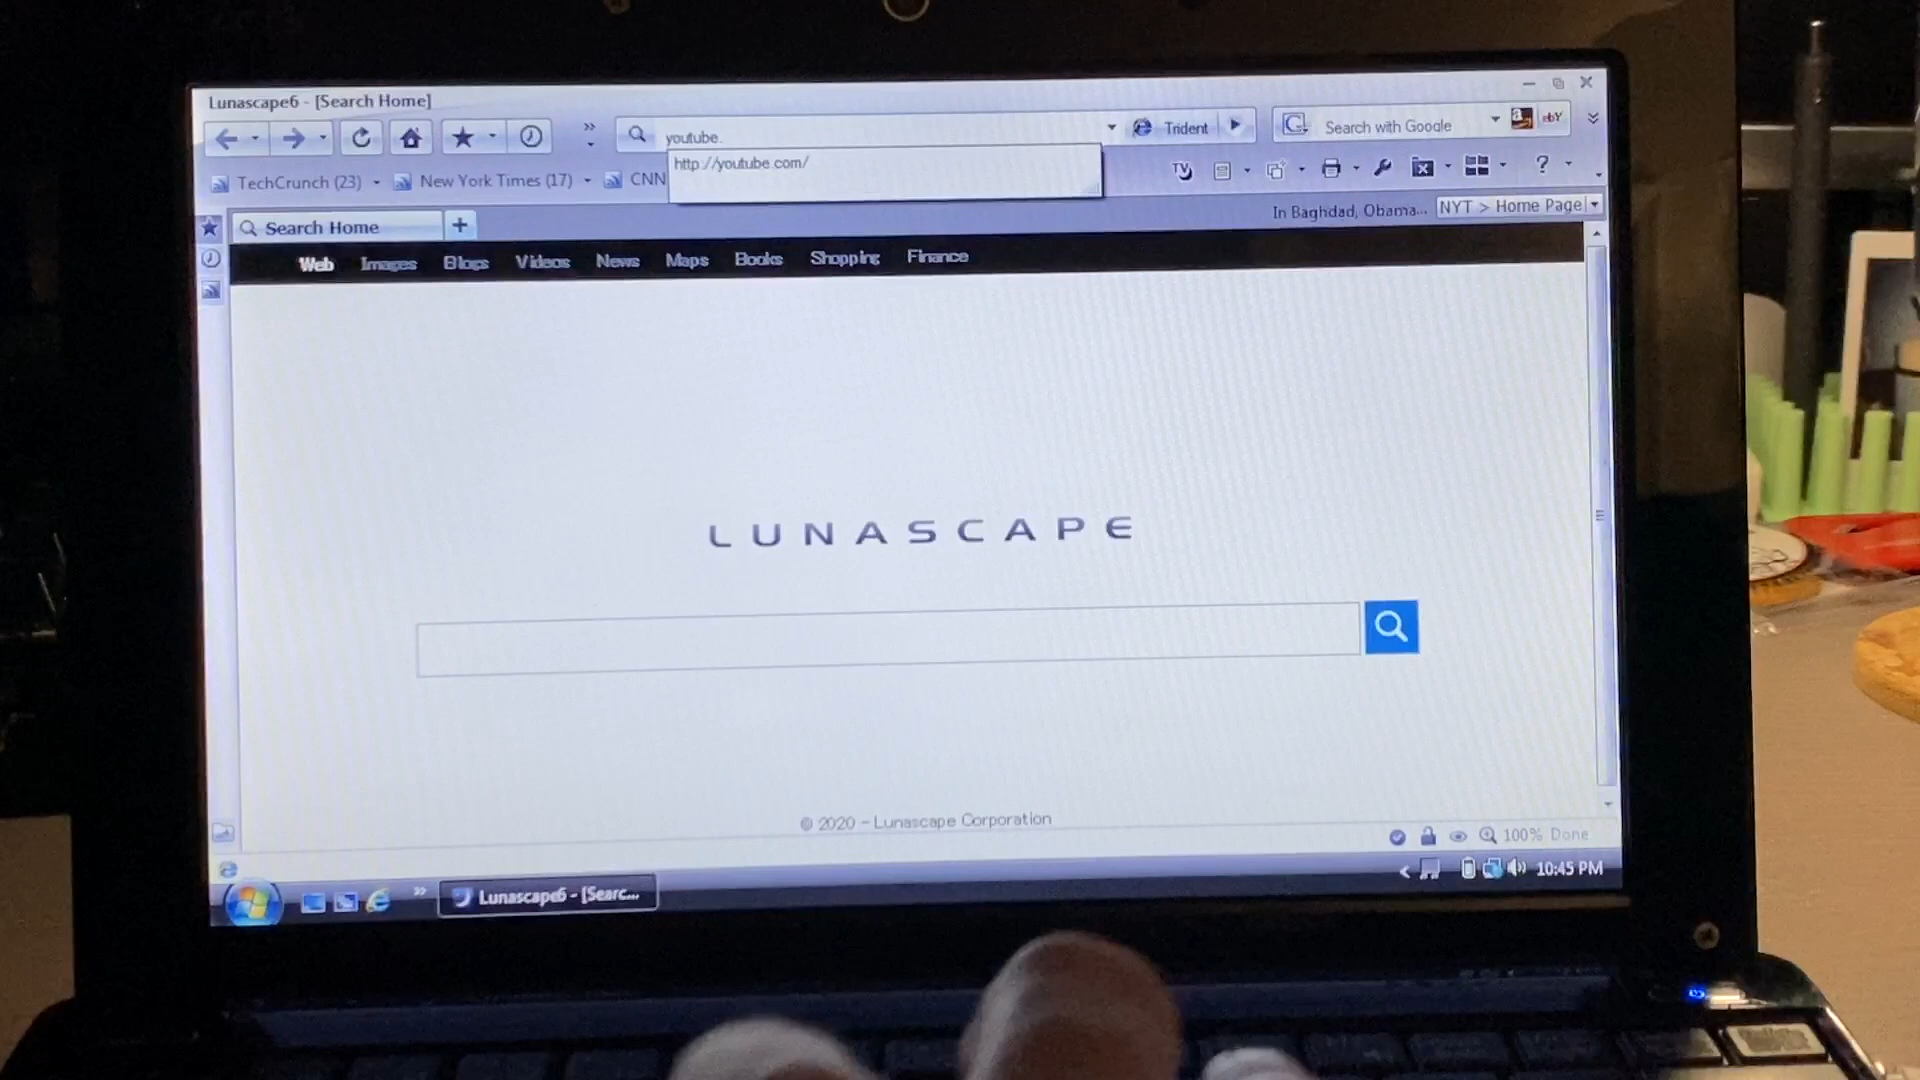 Lunascape6 - [Search Home]
youtube.
Trident
Search with Google
ebY
http://youtube.com/
TechCrunch (23)
New York Times (17)
CNN
TV
?
Search Home
+
In Baghdad, Obama...
NYT > Home Page
Web Images Blogs Videos News Maps Books Shopping Finance
LUNASCAPE
© 2020 - Lunascape Corporation
100% Done
Lunascape6 - [Searc...
10:45 PM